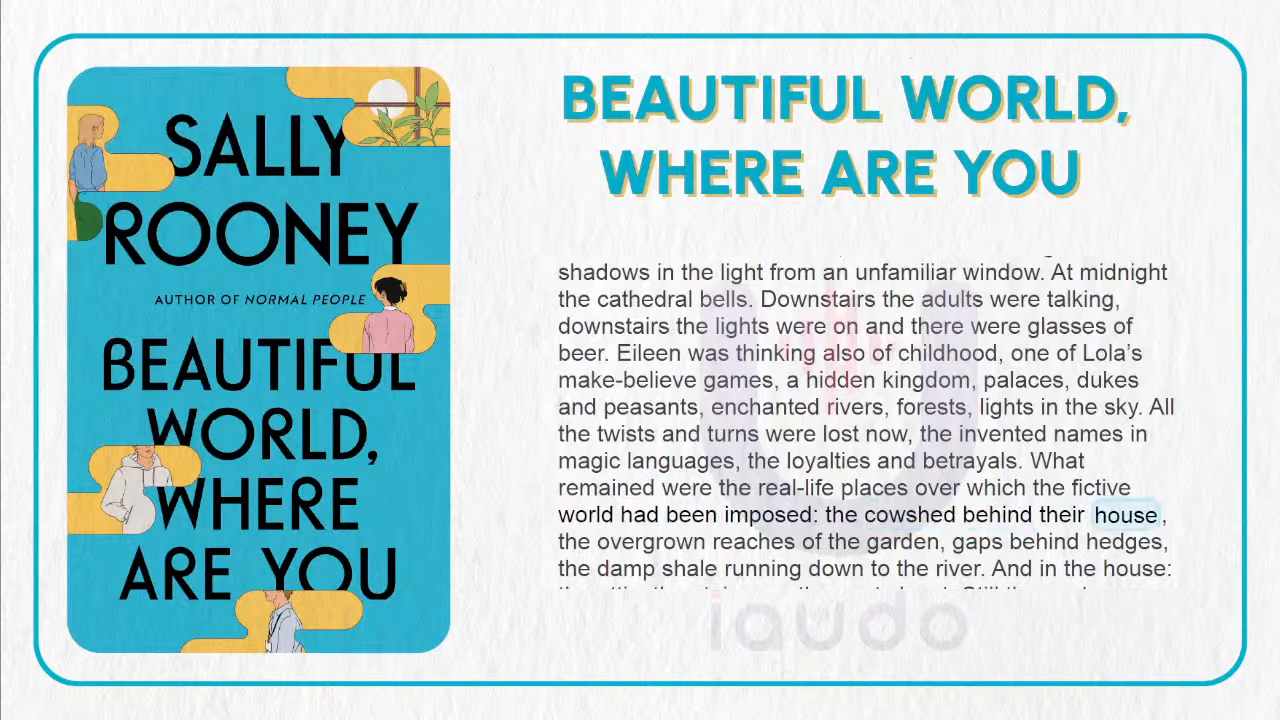 SALLY
ROONEY
AUTHOR OF NORMAL PEOPLE
BEAUTIFUL
WORLD,
WHERE
ARE YOU
BEAUTIFUL WORLD,
WHERE ARE YOU
shadows in the light from an unfamiliar window. At midnight
the cathedral bells. Downstairs the adults were talking,
downstairs the lights were on and there were glasses of
beer. Eileen was thinking also of childhood, one of Lola’s
make-believe games, a hidden kingdom, palaces, dukes
and peasants, enchanted rivers, forests, lights in the sky. All
the twists and turns were lost now, the invented names in
magic languages, the loyalties and betrayals. What
remained were the real-life places over which the fictive
world had been imposed: the cowshed behind their house,
the overgrown reaches of the garden, gaps behind hedges,
the damp shale running down to the river. And in the house:
iaudo